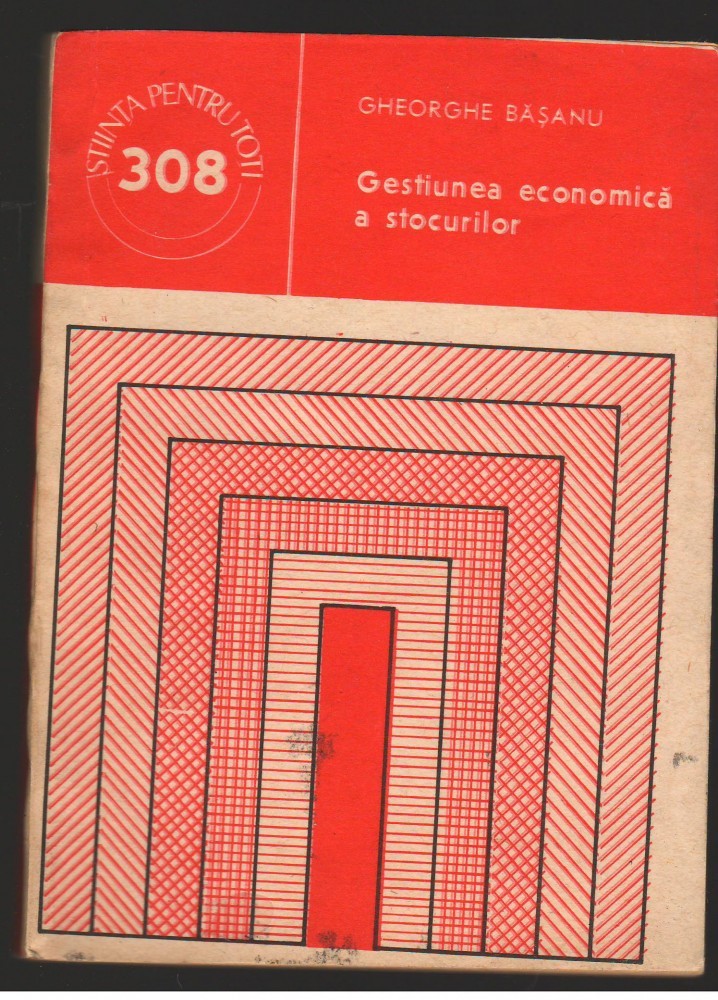 ȘTIINȚA PENTRU TOȚI
308
GHEORGHE BĂȘANU
Gestiunea economică
a stocurilor